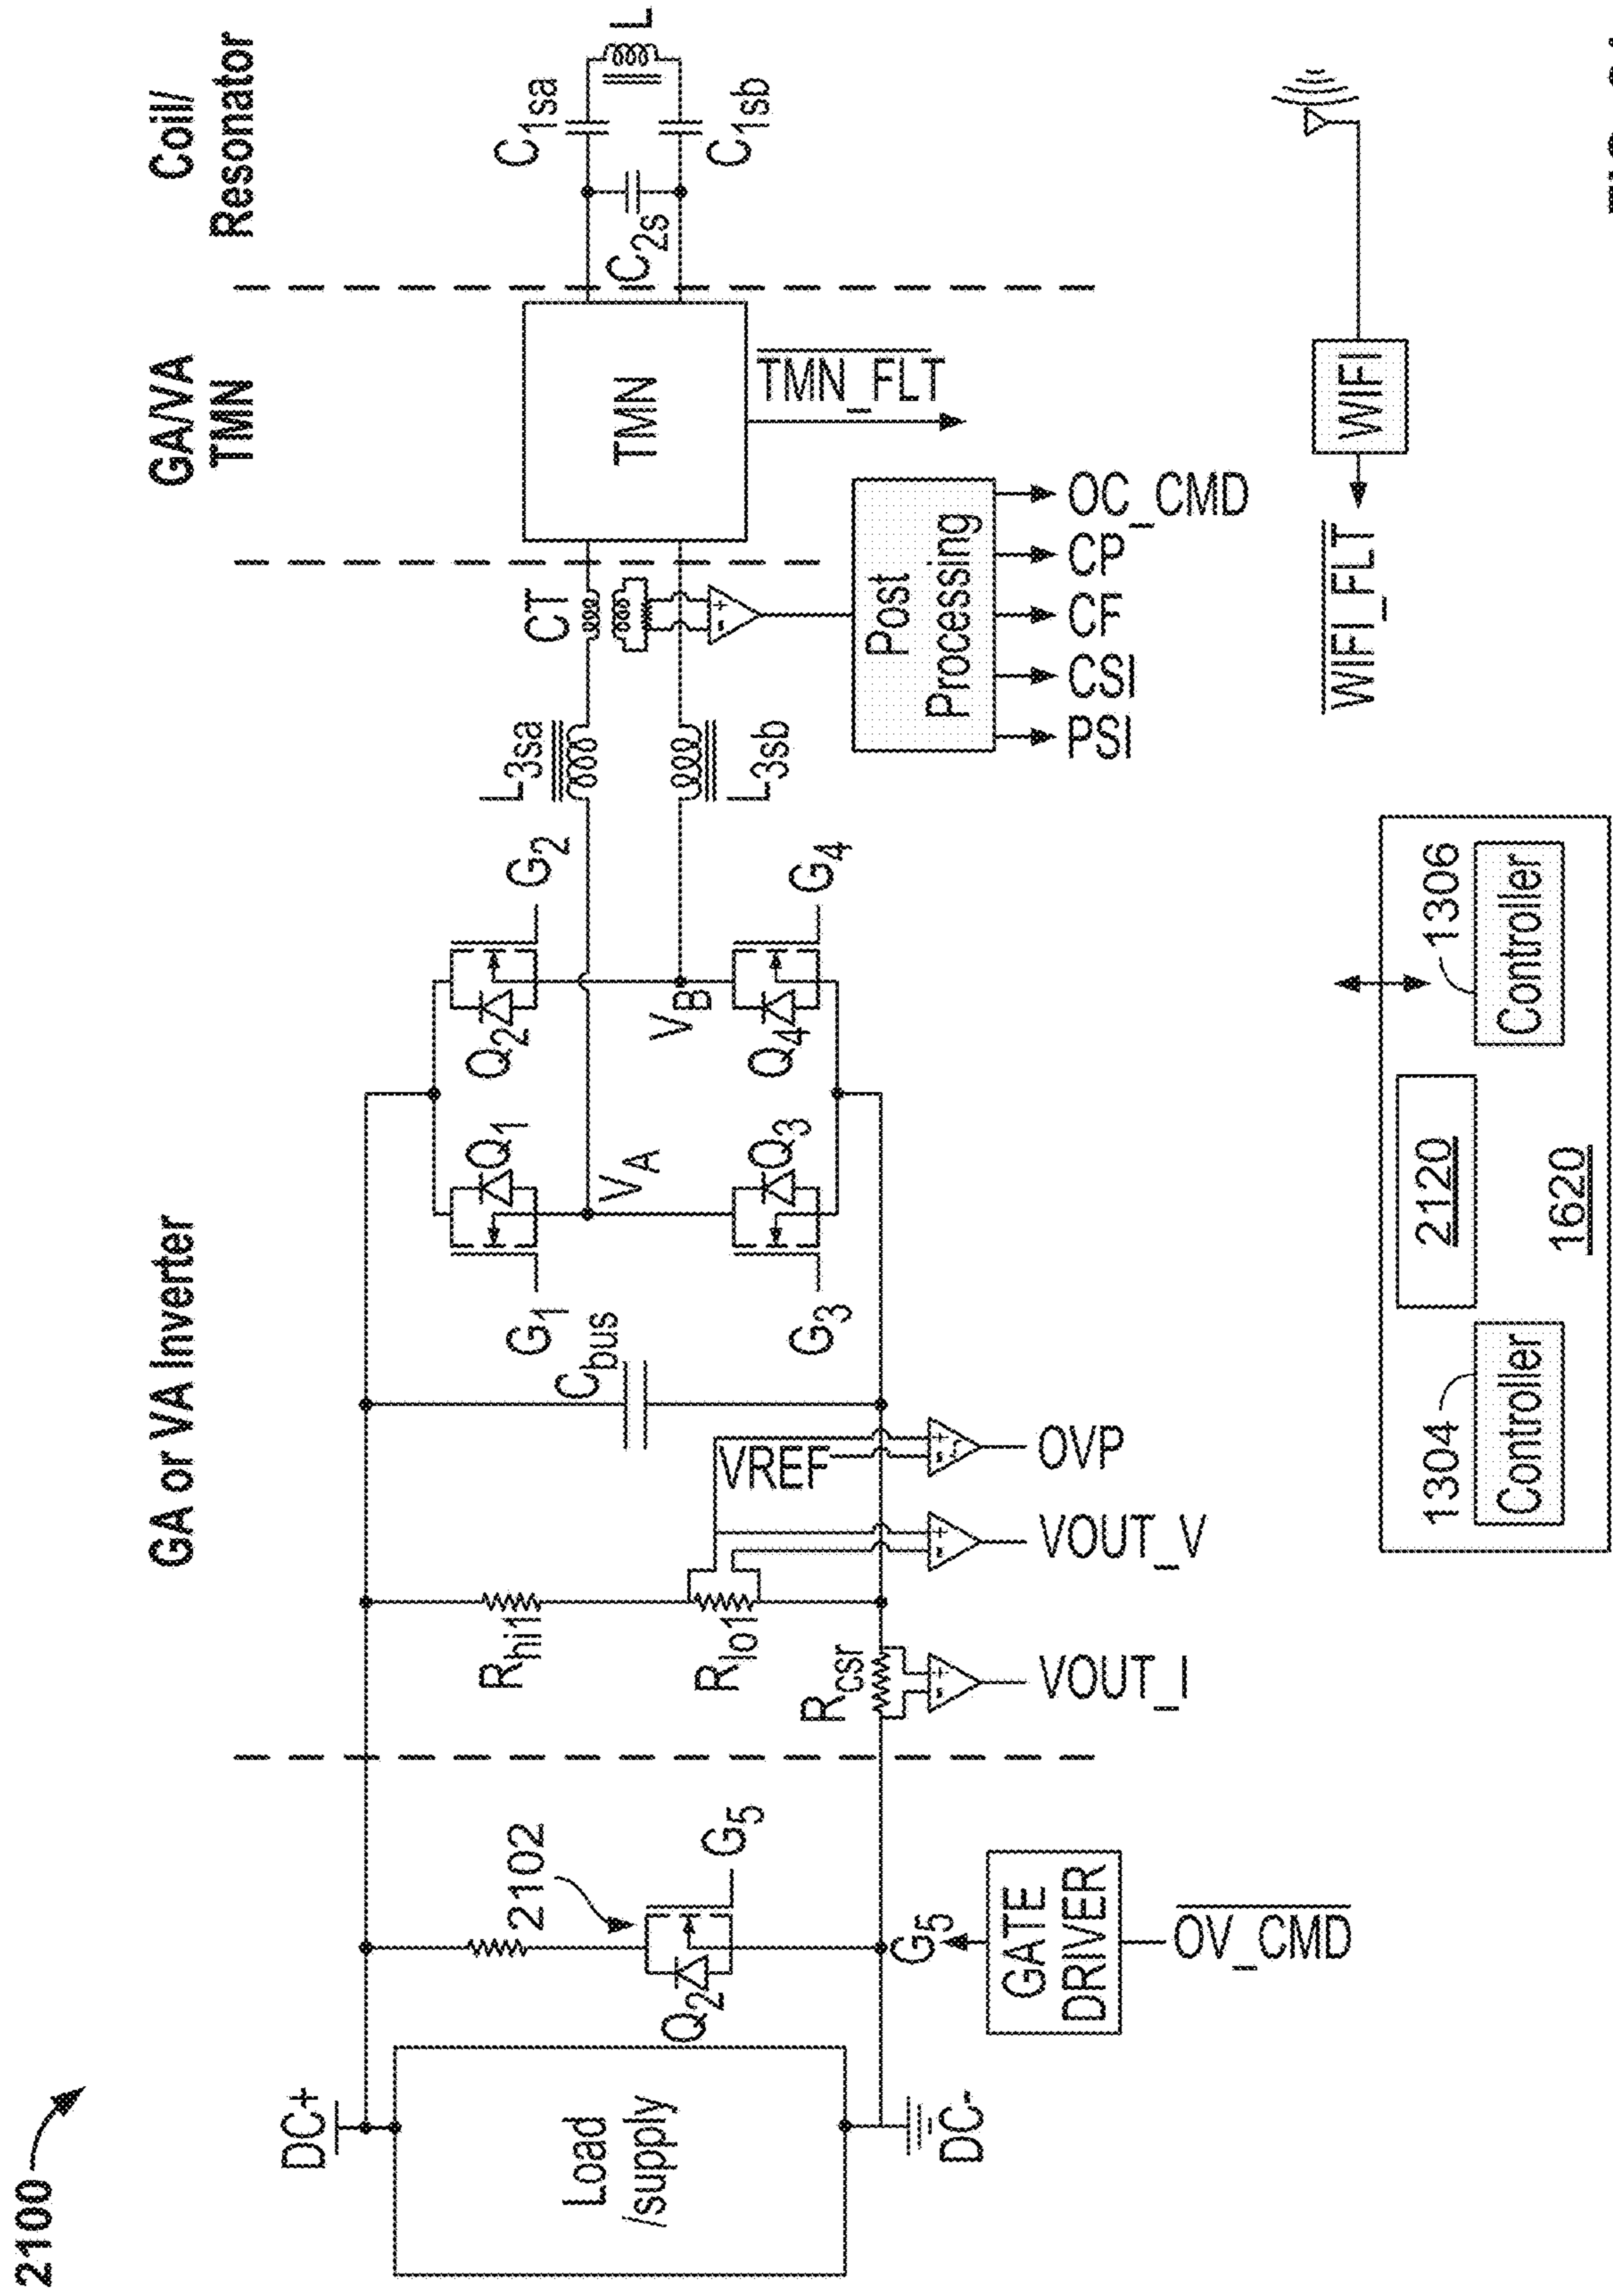 2100
GA or VA Inverter
GA/VA
TMN
Coil/
Resonator
DC+
Load
/supply
DC-
2102
Q2
G5
G5
GATE
DRIVER
OV_CMD
Rhi1
Rlo1
Rcsr
VOUT_I
VOUT_V
VREF
OVP
Cbus
G1
Q1
Q2
G2
VA
VB
G3
Q3
Q4
G4
L3sa
L3sb
CT
TMN
TMN_FLT
C2s
C1sa
C1sb
L
Post
Processing
PSI
CSI
CF
CP
OC_CMD
WIFI_FLT
WIFI
1304
Controller
2120
1620
1306
Controller